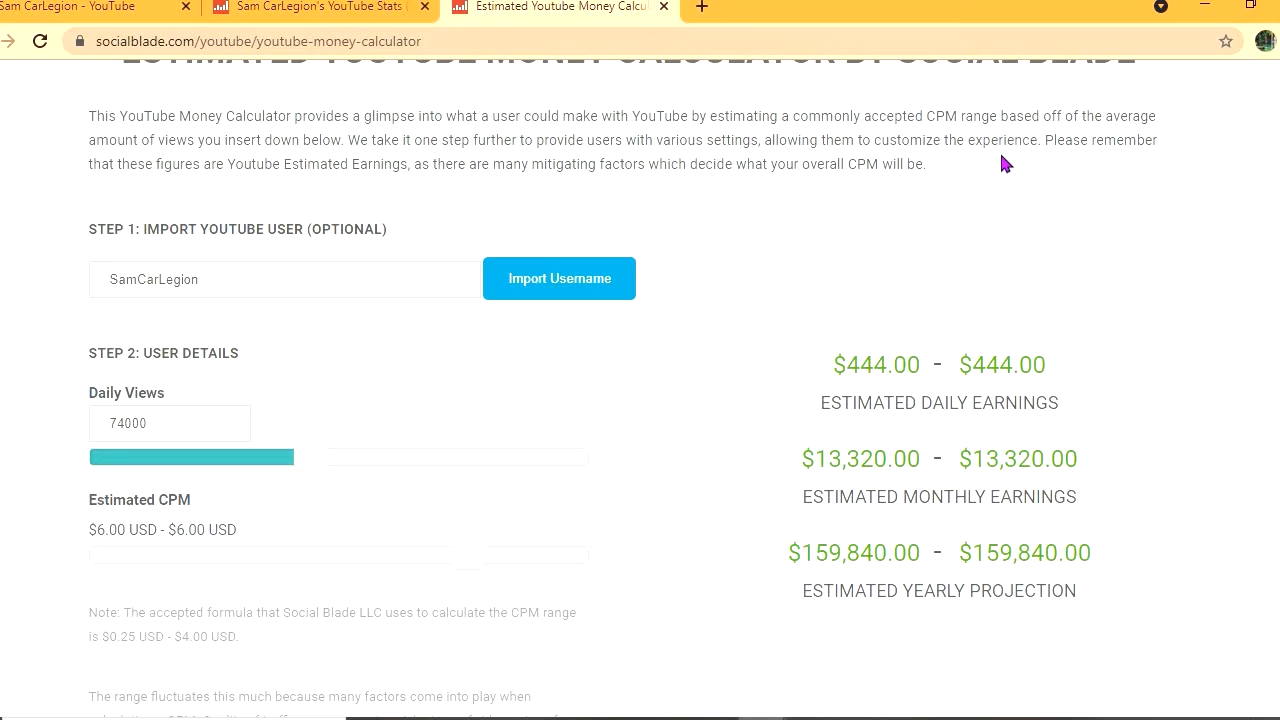 Sam CarLegion - YouTube
Sam CarLegion's YouTube Stats
Estimated Youtube Money Calcul
socialblade.com/youtube/youtube-money-calculator
ESTIMATED YOUTUBE MONEY CALCULATOR BY SOCIAL BLADE
This YouTube Money Calculator provides a glimpse into what a user could make with YouTube by estimating a commonly accepted CPM range based off of the average
amount of views you insert down below. We take it one step further to provide users with various settings, allowing them to customize the experience. Please remember
that these figures are Youtube Estimated Earnings, as there are many mitigating factors which decide what your overall CPM will be.
STEP 1: IMPORT YOUTUBE USER (OPTIONAL)
SamCarLegion
Import Username
STEP 2: USER DETAILS
Daily Views
74000
Estimated CPM
$6.00 USD - $6.00 USD
Note: The accepted formula that Social Blade LLC uses to calculate the CPM range
is $0.25 USD - $4.00 USD.
The range fluctuates this much because many factors come into play when
$444.00 - $444.00
ESTIMATED DAILY EARNINGS
$13,320.00 - $13,320.00
ESTIMATED MONTHLY EARNINGS
$159,840.00 - $159,840.00
ESTIMATED YEARLY PROJECTION